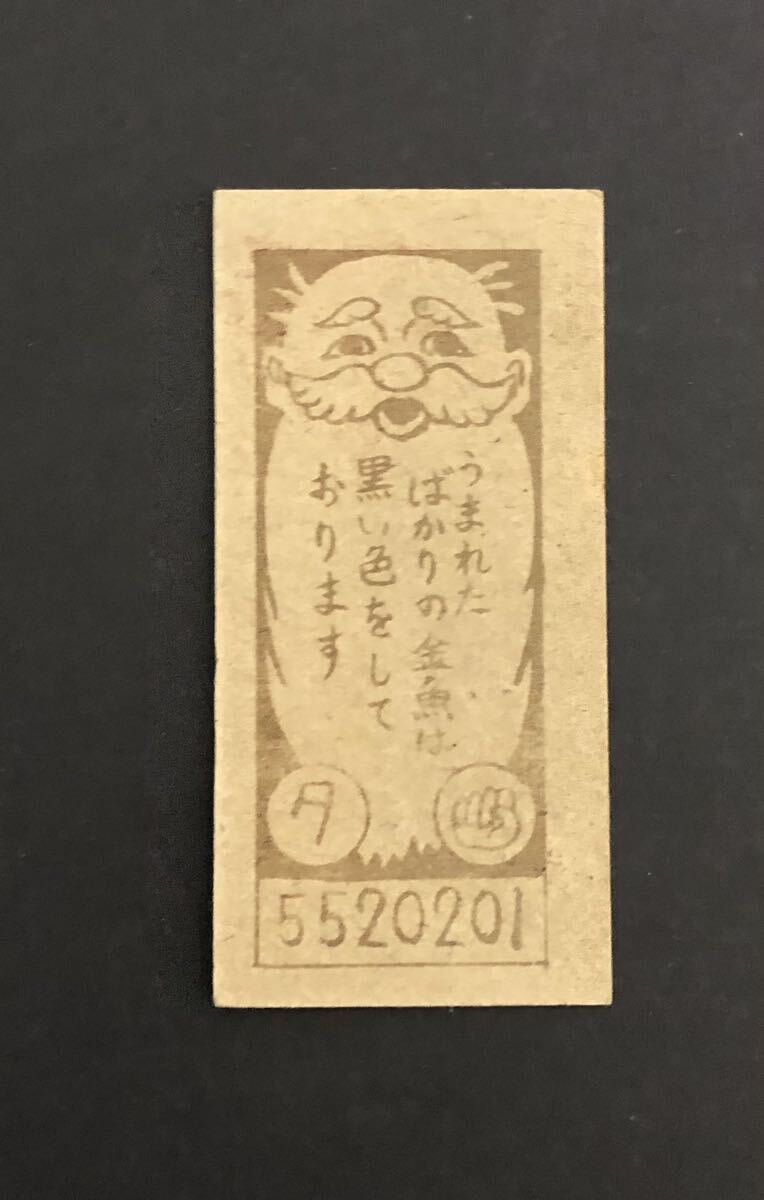 うまれた
ばかりの金魚は
黒い色をして
おります
タ
5520201